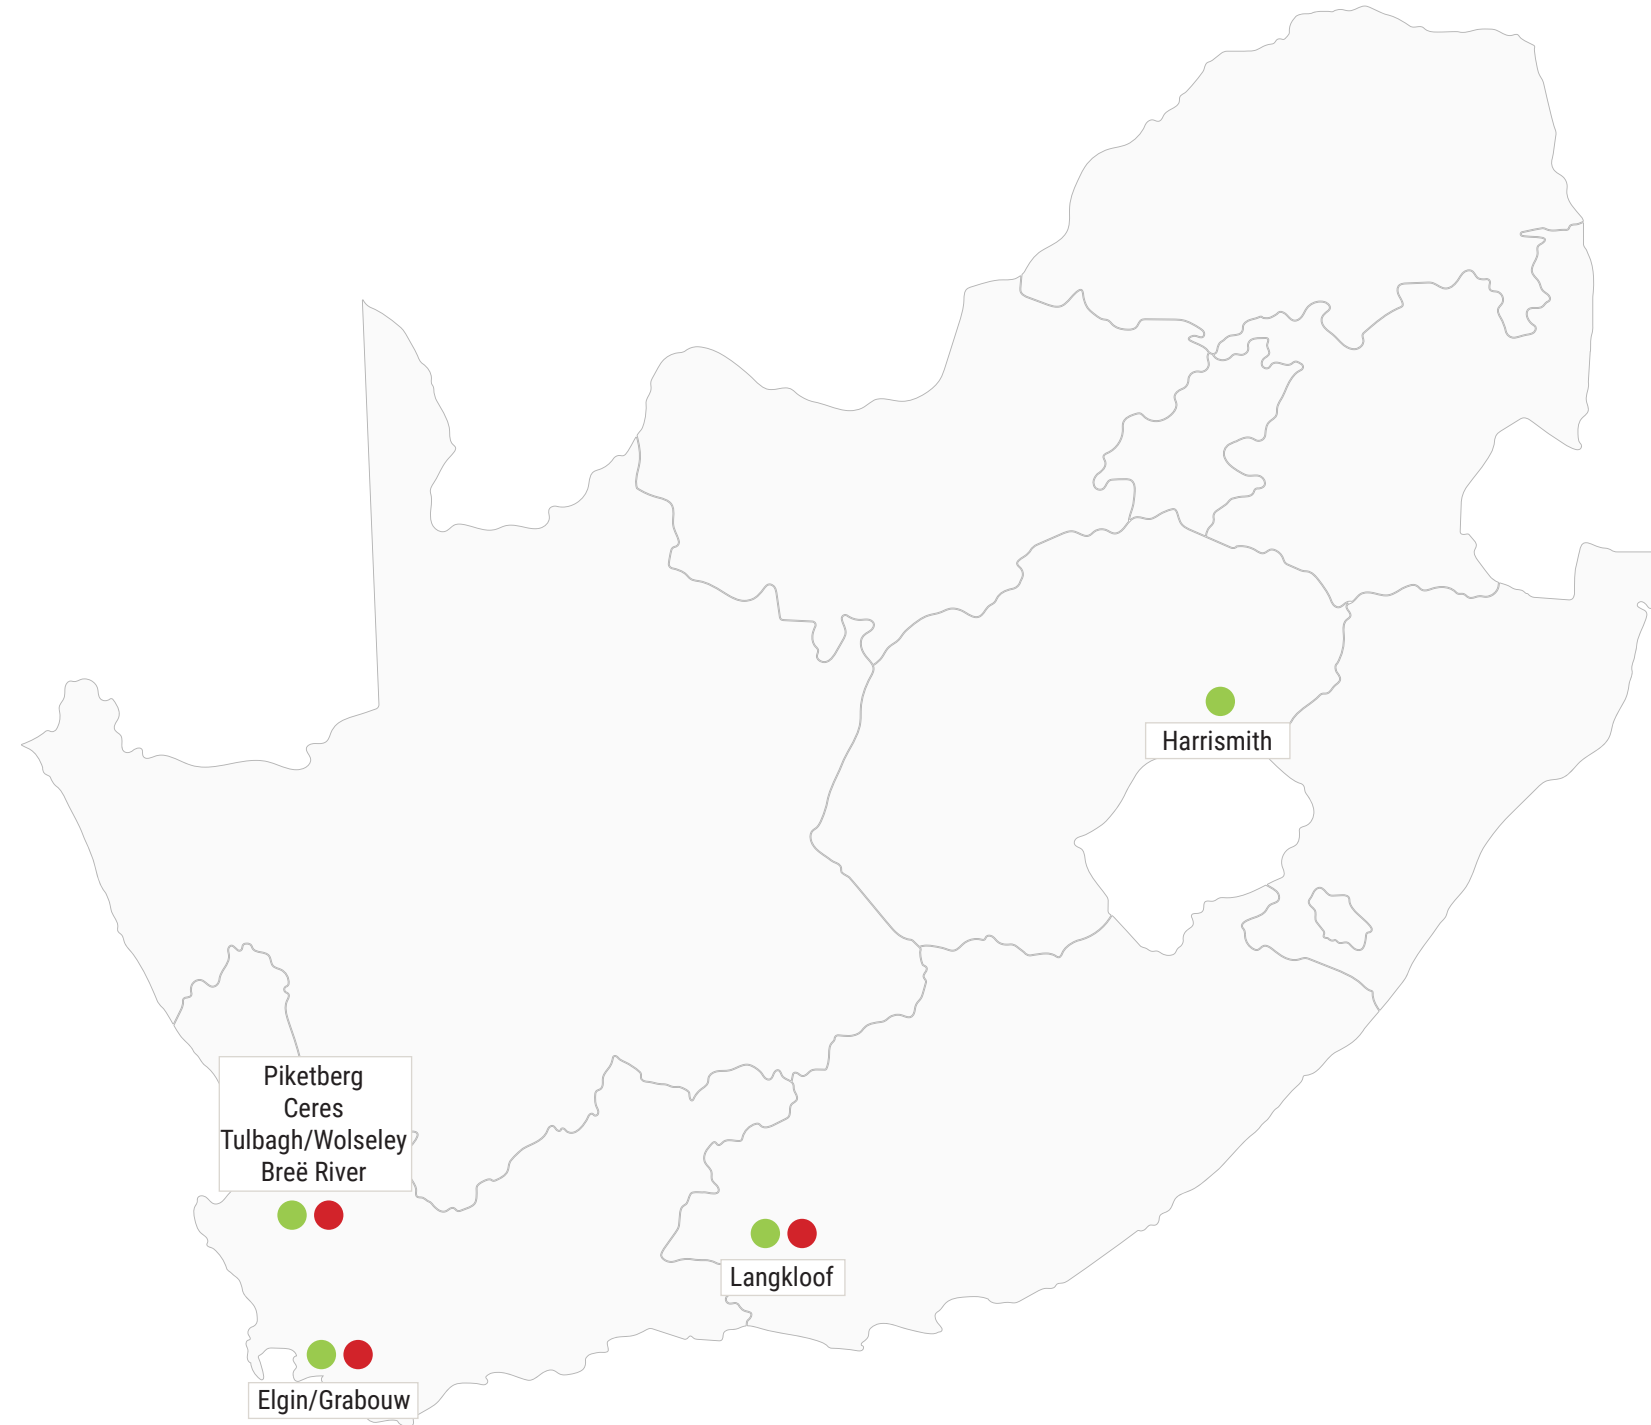 Harrismith
Piketberg
Ceres
Tulbagh/Wolseley
Breë River
Langkloof
Elgin/Grabouw